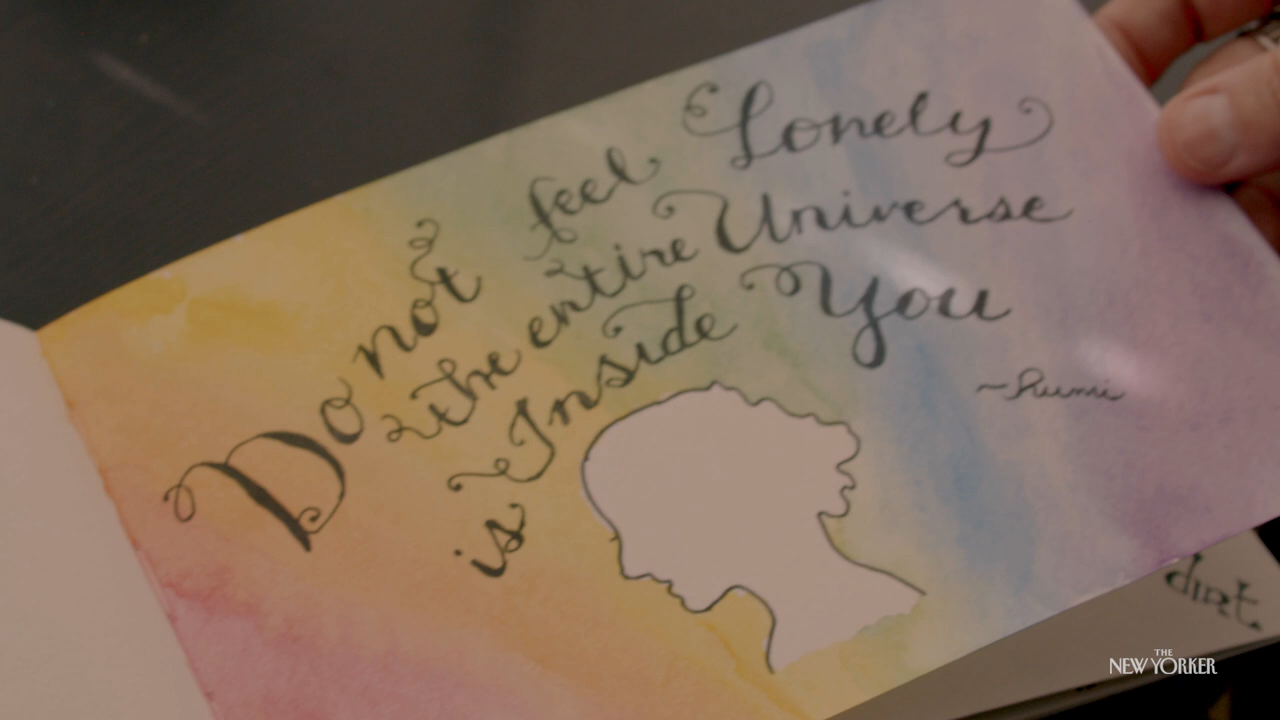 Do not feel Lonely
the entire Universe
is Inside You
~Rumi
dirt
THE
NEW YORKER